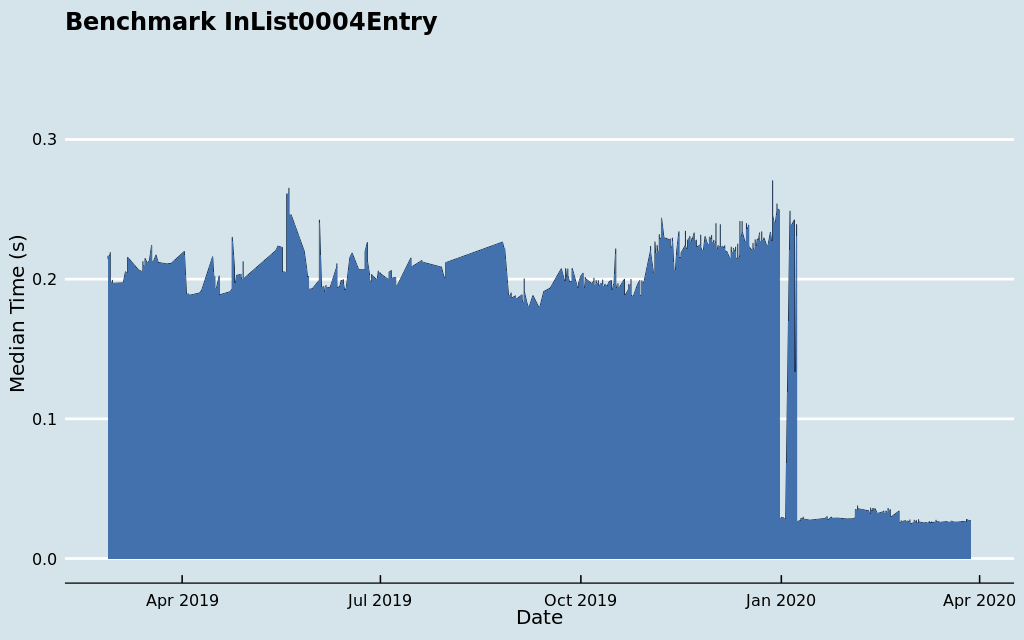 Benchmark InList0004Entry
0.3
0.2
0.1
0.0
Median Time (s)
Apr 2019
Jul 2019
Oct 2019
Jan 2020
Apr 2020
Date